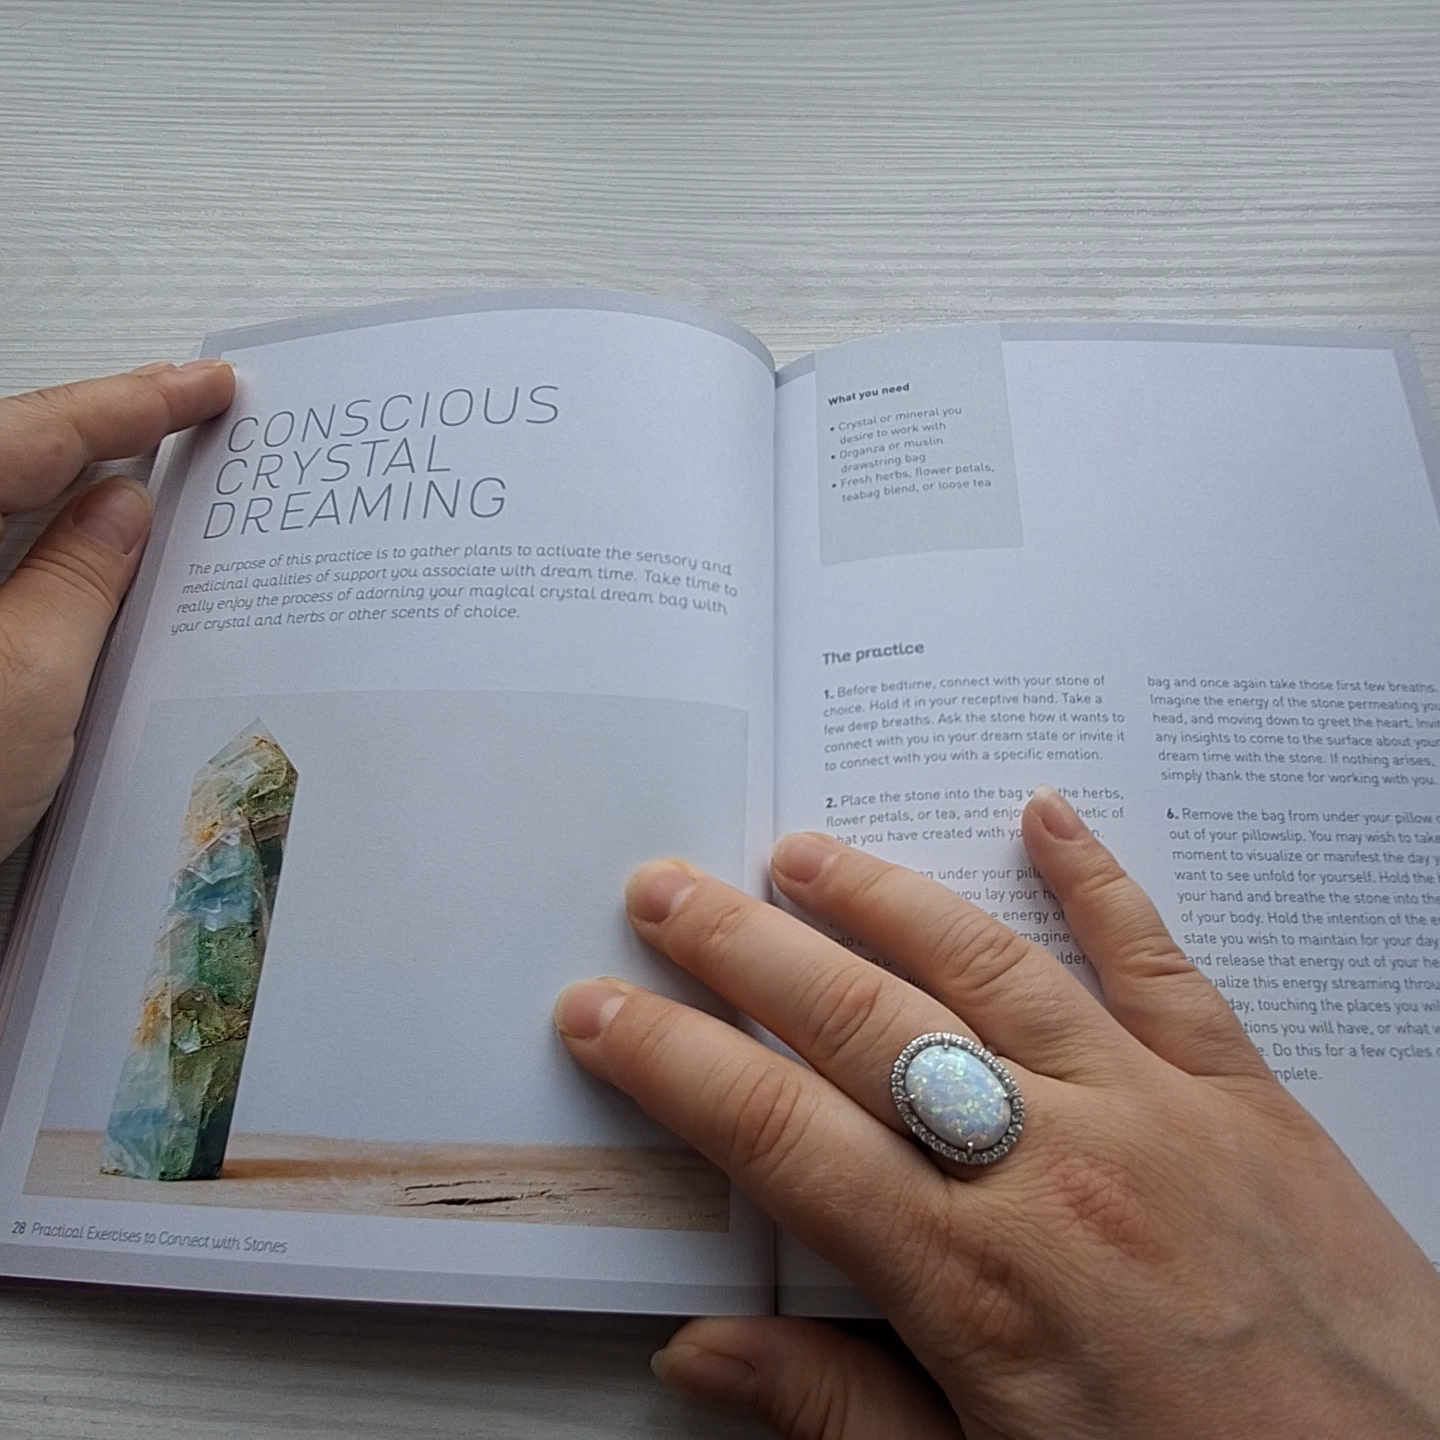 CONSCIOUS
CRYSTAL
DREAMING
The purpose of this practice is to gather plants to activate the sensory and
medicinal qualities of support you associate with dream time. Take time to
really enjoy the process of adorning your magical crystal dream bag with
your crystal and herbs or other scents of choice.
28 Practical Exercises to Connect with Stones
What you need
• Crystal or mineral you
desire to work with
• Organza or muslin
drawstring bag
• Fresh herbs, flower petals,
teabag blend, or loose tea
The practice
1. Before bedtime, connect with your stone of
choice. Hold it in your receptive hand. Take a
few deep breaths. Ask the stone how it wants to
connect with you in your dream state or invite it
to connect with you with a specific emotion.
2. Place the stone into the bag the herbs,
flower petals, or tea, and of
you have created with
under your
you lay your
energy
bag and once again take those first few breaths.
Imagine the energy of the stone permeating
head, and moving down to greet the heart.
any insights to come to the surface about your
dream time with the stone. If nothing arises,
simply thank the stone for working with you.
6. Remove the bag from under your pillow
out of your pillowslip. You may wish to take
moment to visualize or manifest the day
want to see unfold for yourself. Hold the
your hand and breathe the stone into the
of your body. Hold the intention of the
state you wish to maintain for your day
and release that energy out of your
this energy streaming
day, touching the places you
you will have, or what
Do this for a few cycles